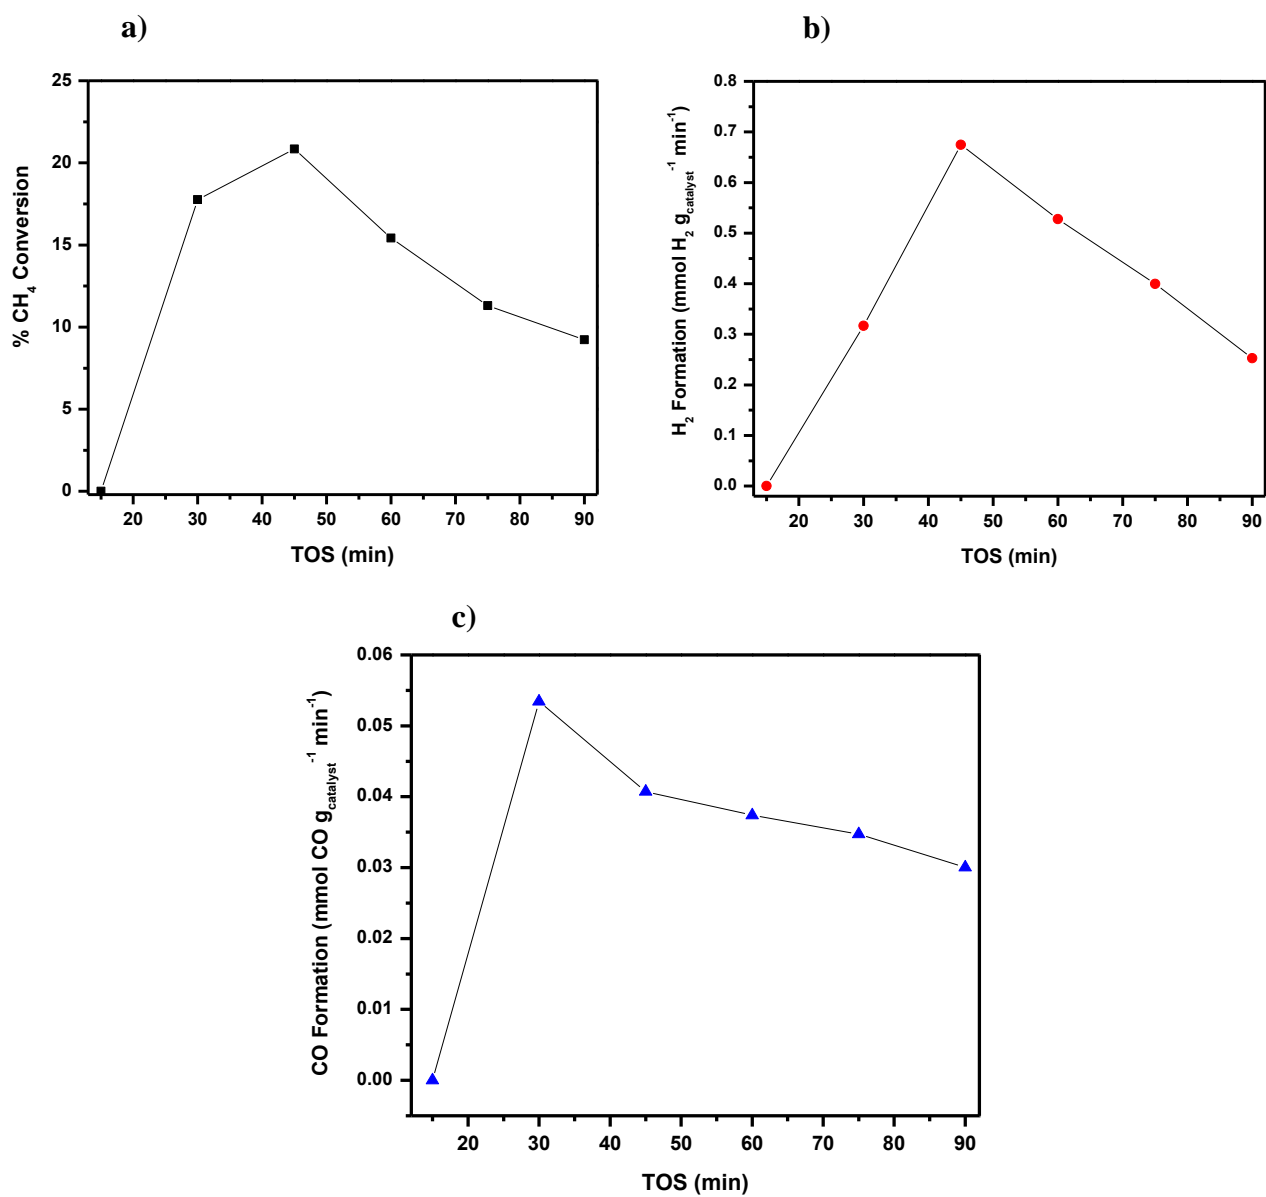 a)
25
20
15
10
5
0
% CH4 Conversion
20 30 40 50 60 70 80 90
TOS (min)
b)
0.8
0.7
0.6
0.5
0.4
0.3
0.2
0.1
0.0
H2 Formation (mmol H2 gcatalyst-1 min-1)
20 30 40 50 60 70 80 90
TOS (min)
c)
0.06
0.05
0.04
0.03
0.02
0.01
0.00
CO Formation (mmol CO gcatalyst-1 min-1)
20 30 40 50 60 70 80 90
TOS (min)